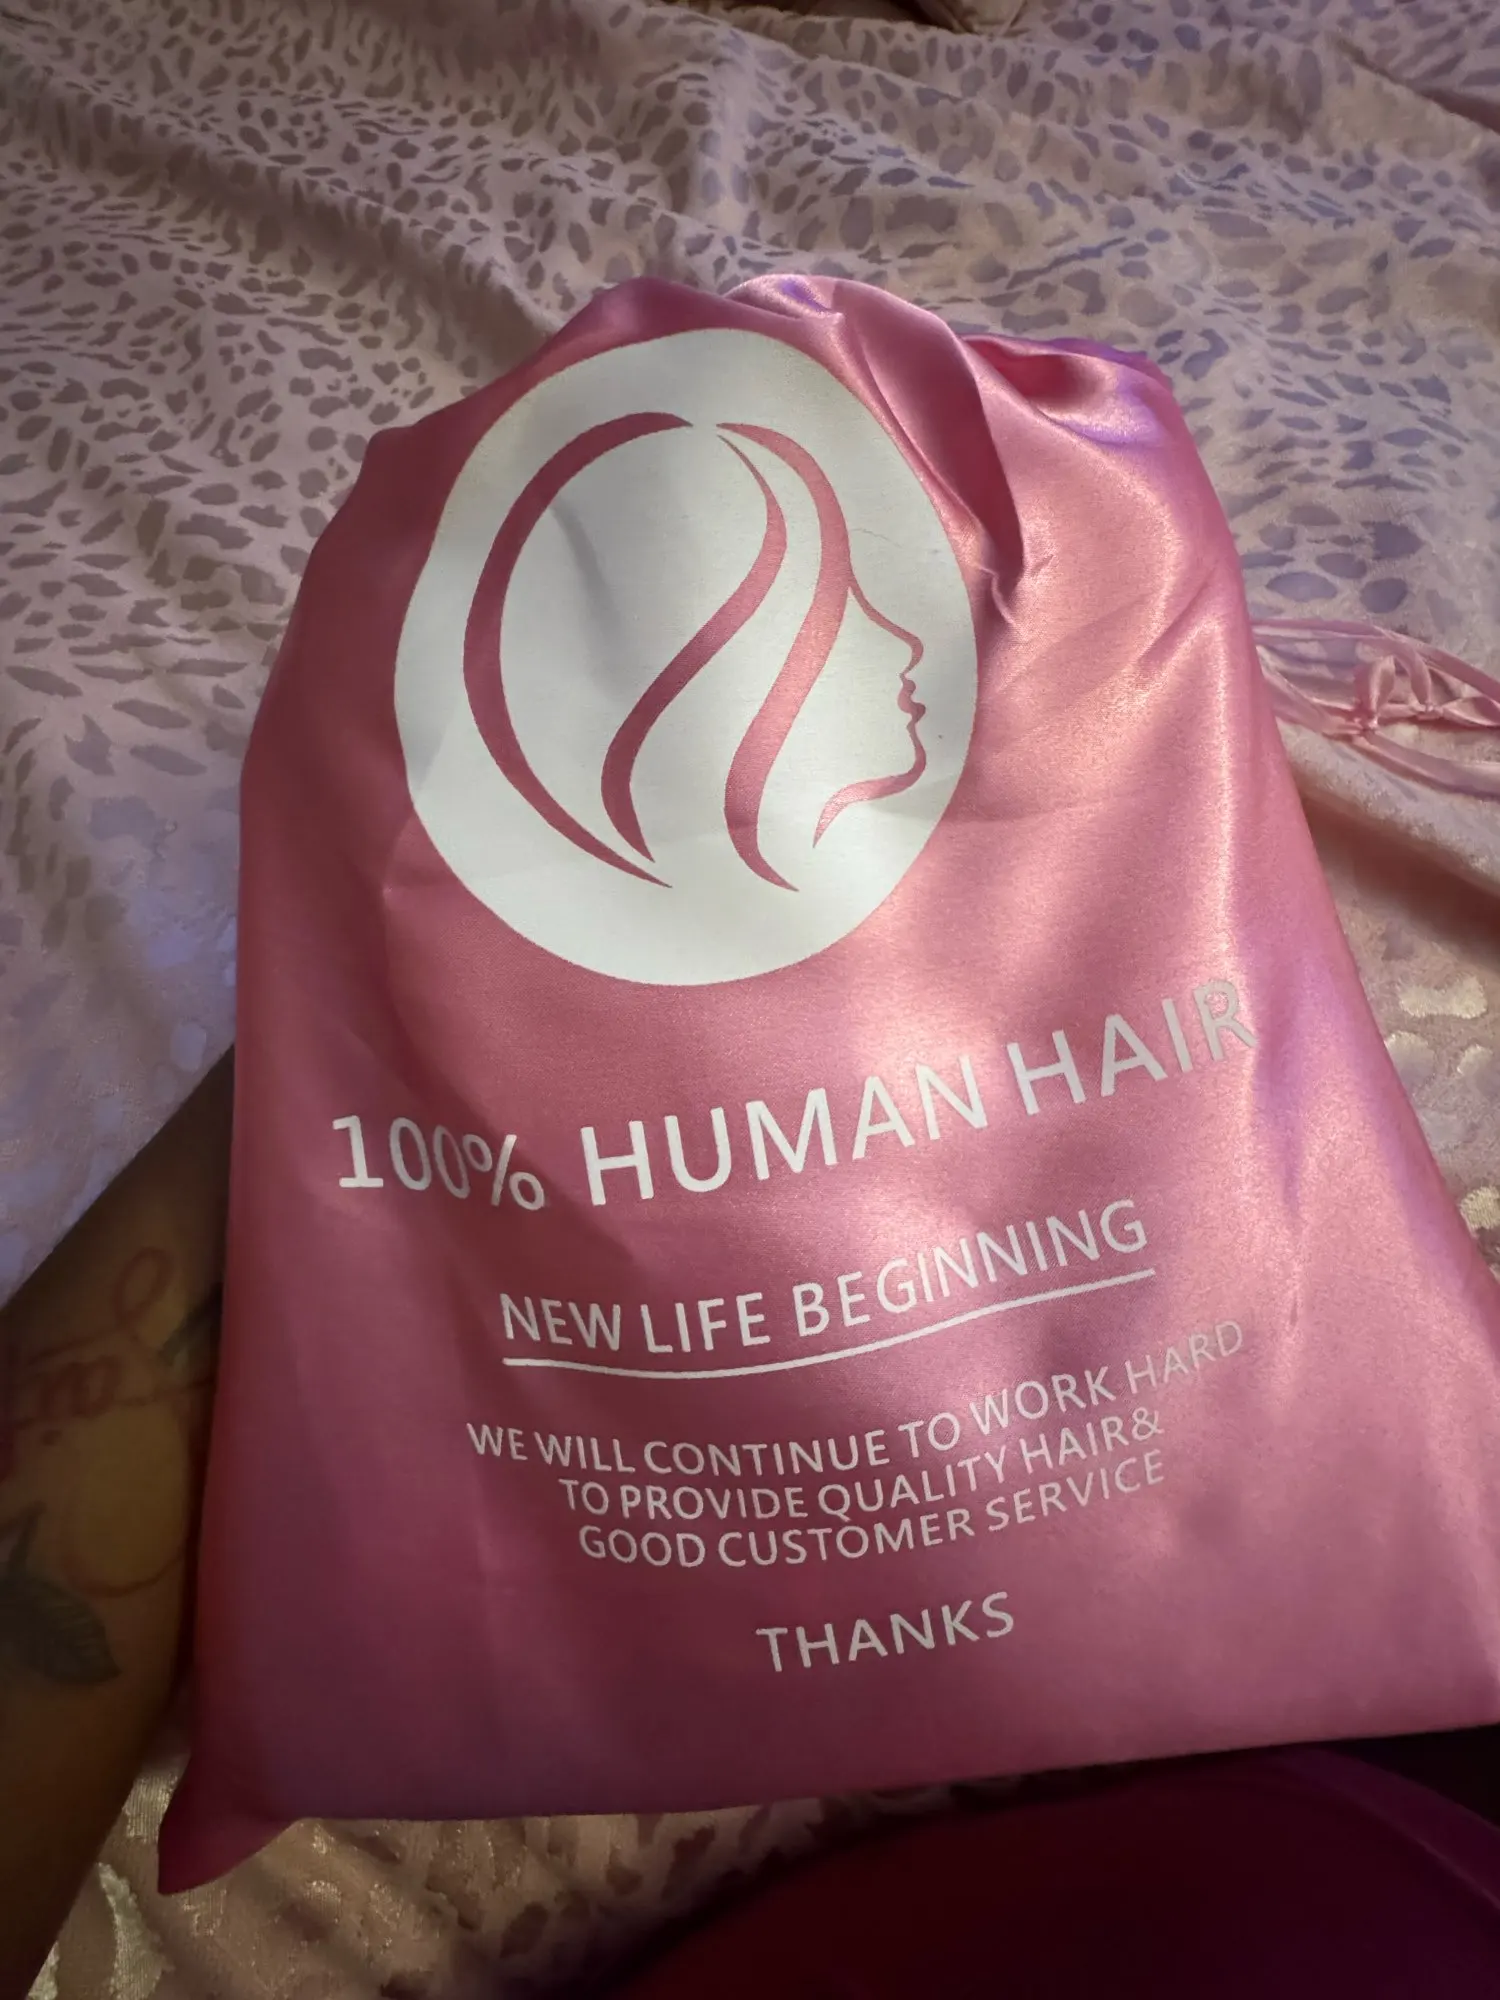 100% HUMAN HAIR
NEW LIFE BEGINNING
WE WILL CONTINUE TO WORK HARD
TO PROVIDE QUALITY HAIR&
GOOD CUSTOMER SERVICE
THANKS